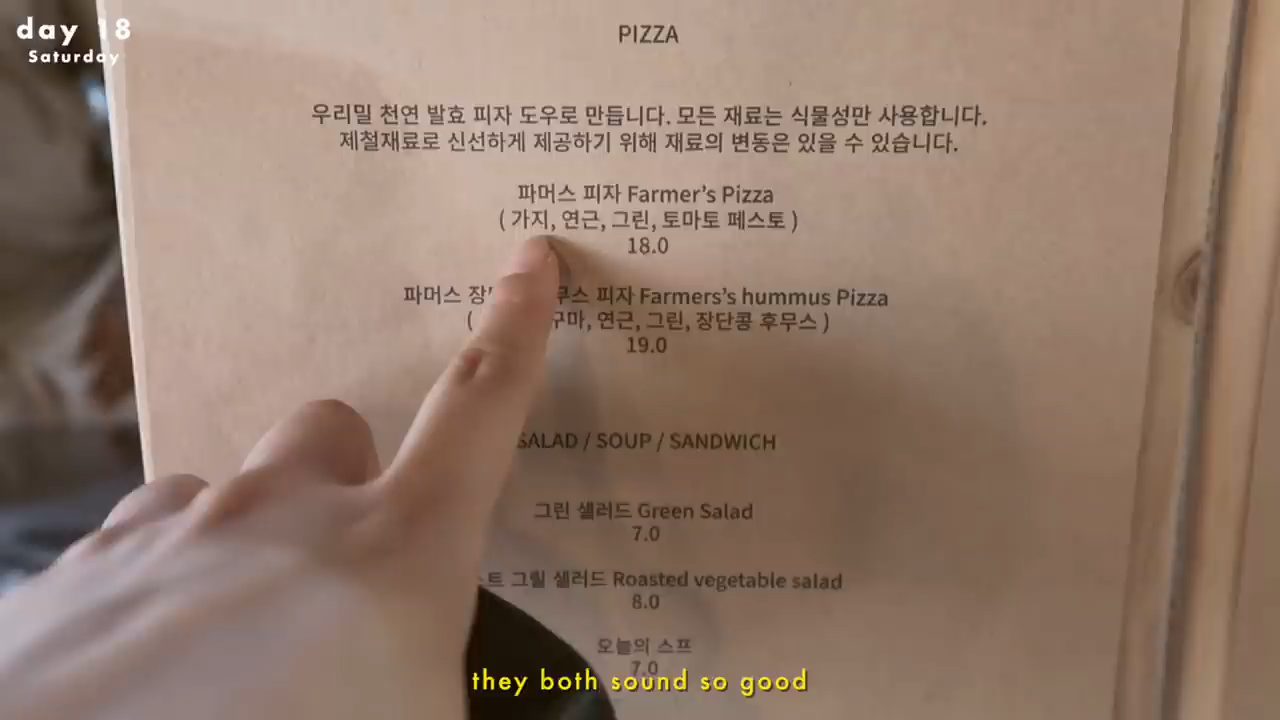 day 18
Saturday
PIZZA
우리밀 천연 발효 피자 도우로 만듭니다. 모든 재료는 식물성만 사용합니다.
제철재료로 신선하게 제공하기 위해 재료의 변동은 있을 수 있습니다.
파머스 피자 Farmer's Pizza
( 가지, 연근, 그린, 토마토 페스토 )
18.0
파머스 피자 Farmers's hummus Pizza
( 연근, 그린, 장단콩 후무스 )
19.0
SALAD / SOUP / SANDWICH
그린 샐러드 Green Salad
7.0
그릴 샐러드 Roasted vegetable salad
8.0
오늘의 스프
7.0
they both sound so good